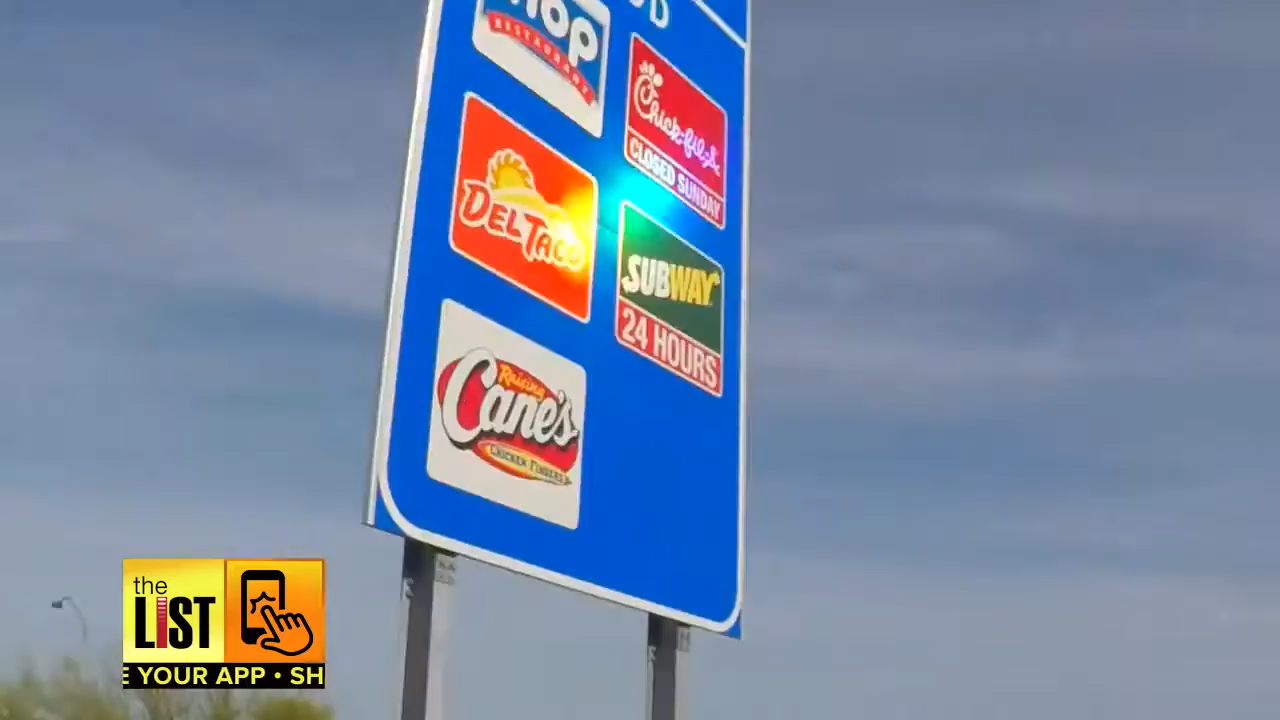 HOP
RESTAURANT
Chick-fil-A
CLOSED SUNDAY
DEL TACO
SUBWAY
24 HOURS
Raising
Cane's
CHICKEN FINGERS
the
LIST
E YOUR APP • SH